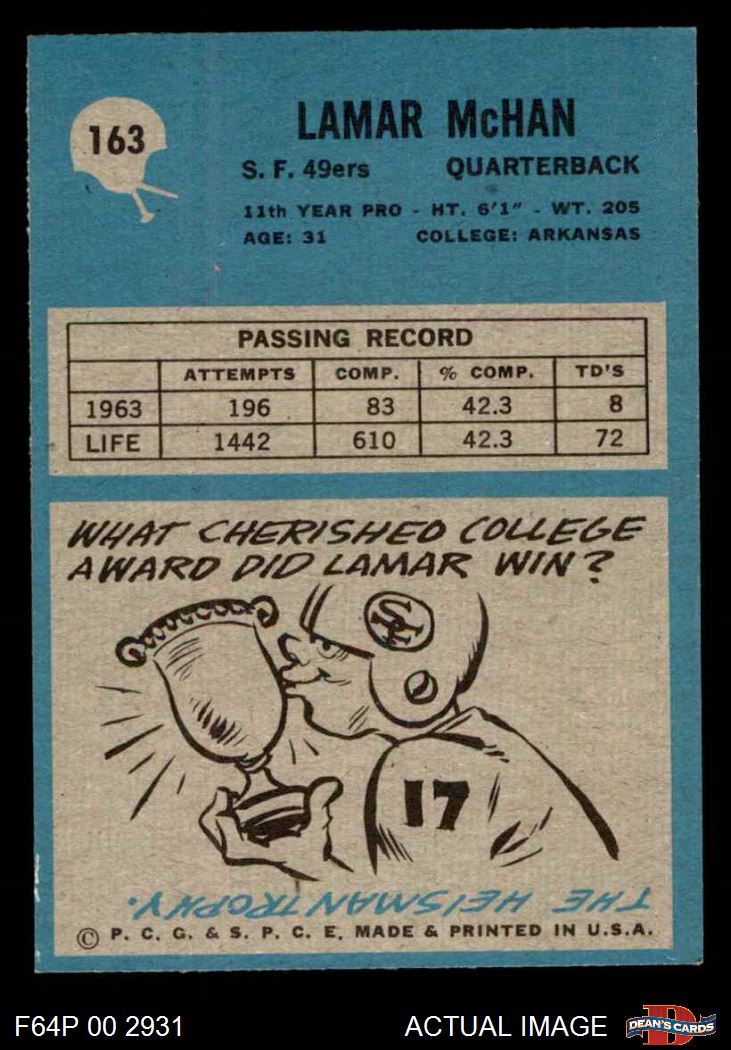 163
LAMAR McHAN
S. F. 49ers QUARTERBACK
11th YEAR PRO - HT. 6'1" - WT. 205
AGE: 31 COLLEGE: ARKANSAS
PASSING RECORD
ATTEMPTS COMP. % COMP. TD'S
1963 196 83 42.3 8
LIFE 1442 610 42.3 72
WHAT CHERISHED COLLEGE
AWARD DID LAMAR WIN?
SF
17
THE HEISMAN TROPHY.
© P. C. G. & S. P. C. E. MADE & PRINTED IN U.S.A.
F64P 00 2931 ACTUAL IMAGE D DEAN'S CARDS